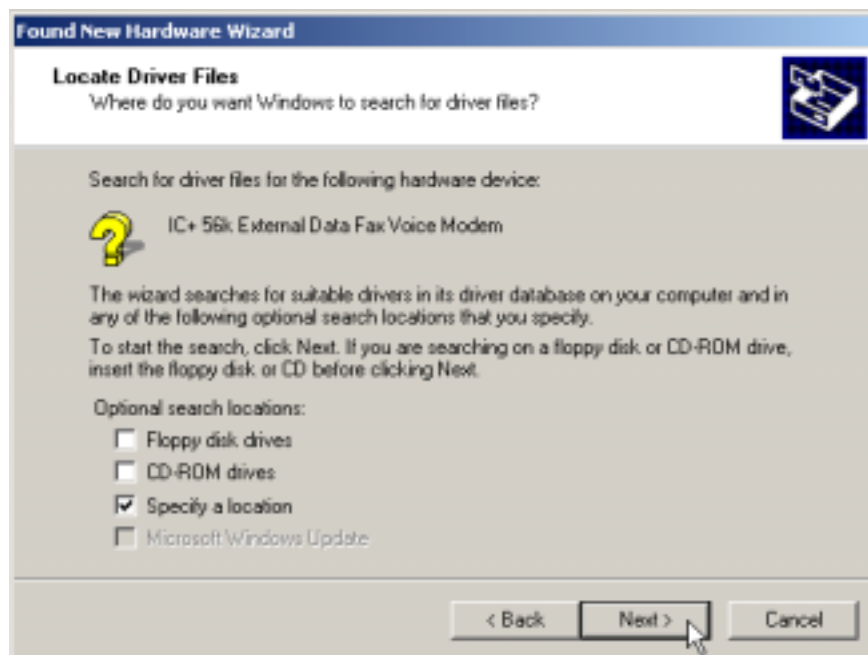 Found New Hardware Wizard
Locate Driver Files
Where do you want Windows to search for driver files?
Search for driver files for the following hardware device:
IC+ 56k External Data Fax Voice Modem
The wizard searches for suitable drivers in its driver database on your computer and in
any of the following optional search locations that you specify.
To start the search, click Next. If you are searching on a floppy disk or CD-ROM drive,
insert the floppy disk or CD before clicking Next.
Optional search locations:
Floppy disk drives
CD-ROM drives
Specify a location
Microsoft Windows Update
< Back Next > Cancel